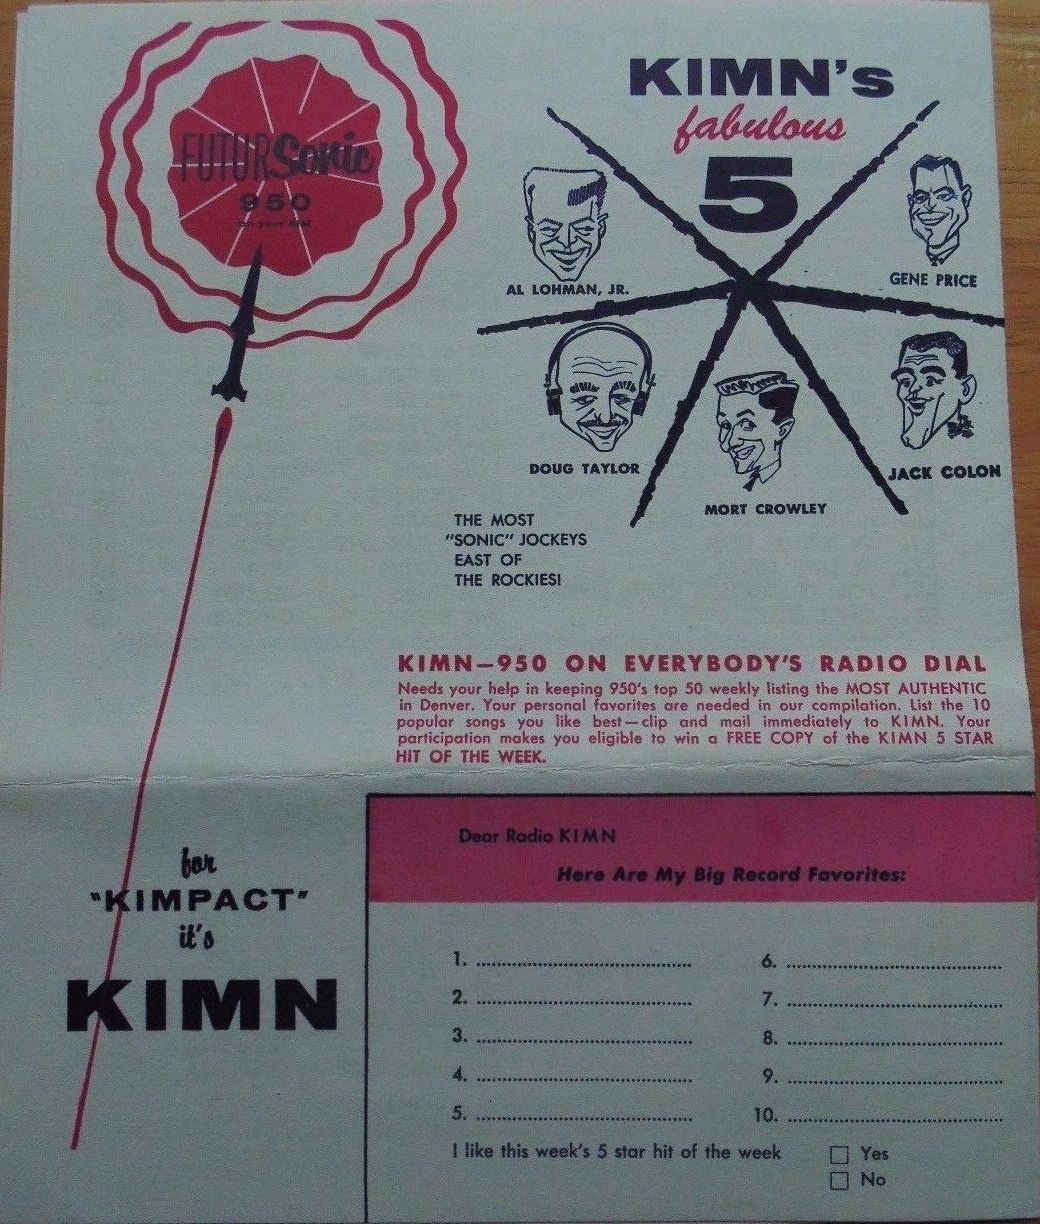 FUTURSonic
950
on your dial
KIMN's
fabulous
5
AL LOHMAN, JR.
GENE PRICE
DOUG TAYLOR
MORT CROWLEY
JACK COLON
THE MOST
"SONIC" JOCKEYS
EAST OF
THE ROCKIES!
KIMN—950 ON EVERYBODY'S RADIO DIAL
Needs your help in keeping 950's top 50 weekly listing the MOST AUTHENTIC
in Denver. Your personal favorites are needed in our compilation. List the 10
popular songs you like best—clip and mail immediately to KIMN. Your
participation makes you eligible to win a FREE COPY of the KIMN 5 STAR
HIT OF THE WEEK.
for
"KIMPACT"
it's
KIMN
Dear Radio KIMN
Here Are My Big Record Favorites:
1. ........................................
2. ........................................
3. ........................................
4. ........................................
5. ........................................
6. ........................................
7. ........................................
8. ........................................
9. ........................................
10. ........................................
I like this week's 5 star hit of the week
Yes
No